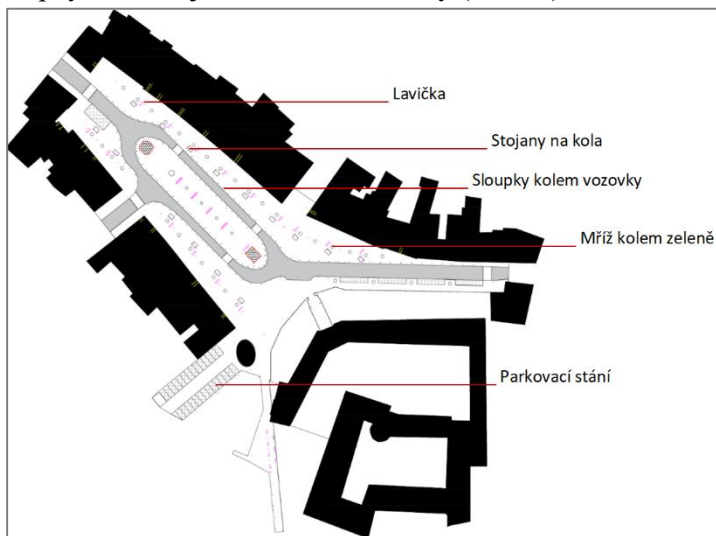 Lavička
Stojany na kola
Sloupky kolem vozovky
Mříž kolem zeleně
Parkovací stání